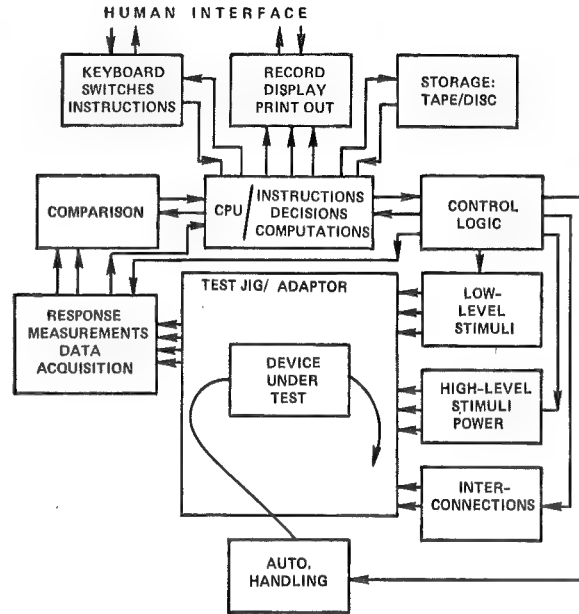 HUMAN INTERFACE
KEYBOARD
SWITCHES
INSTRUCTIONS
RECORD
DISPLAY
PRINT OUT
STORAGE:
TAPE/DISC
COMPARISON
CPU / INSTRUCTIONS
DECISIONS
COMPUTATIONS
CONTROL
LOGIC
RESPONSE
MEASUREMENTS
DATA
ACQUISITION
TEST JIG/ ADAPTOR
LOW-
LEVEL
STIMULI
DEVICE
UNDER
TEST
HIGH-LEVEL
STIMULI
POWER
INTER-
CONNECTIONS
AUTO.
HANDLING